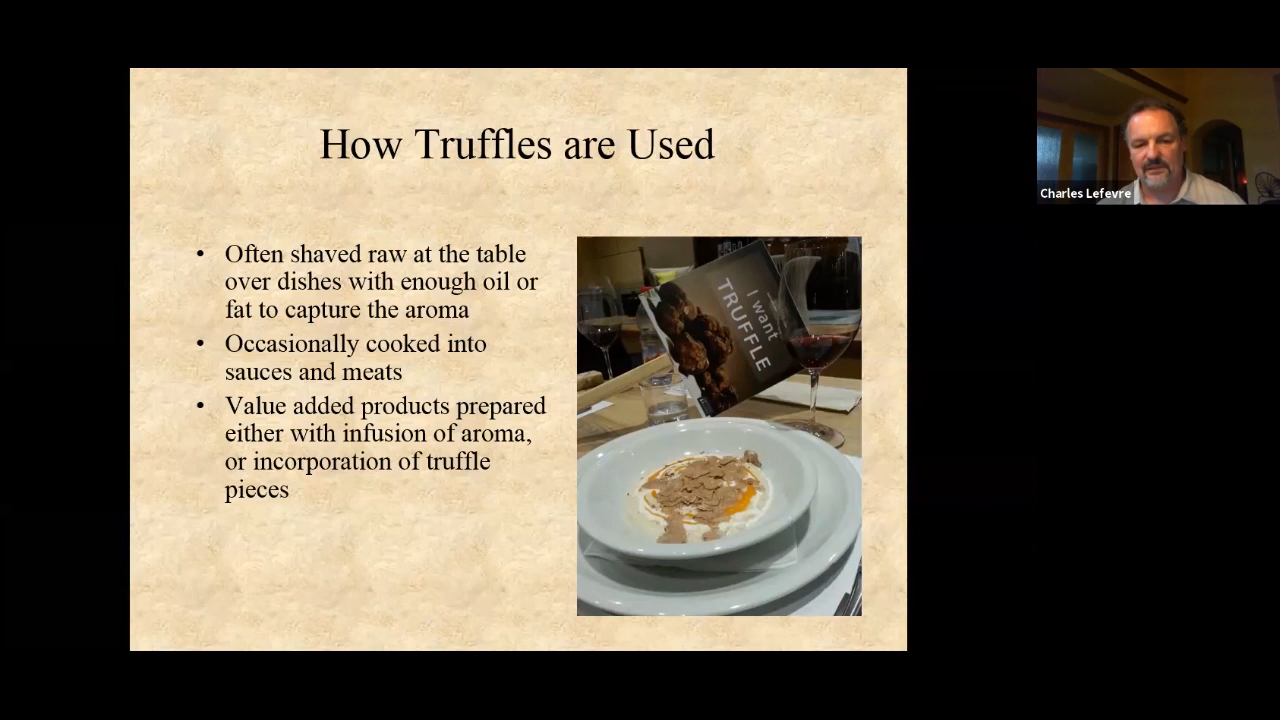 How Truffles are Used
• Often shaved raw at the table
over dishes with enough oil or
fat to capture the aroma
• Occasionally cooked into
sauces and meats
• Value added products prepared
either with infusion of aroma,
or incorporation of truffle
pieces
I want
TRUFFLE
Charles Lefevre